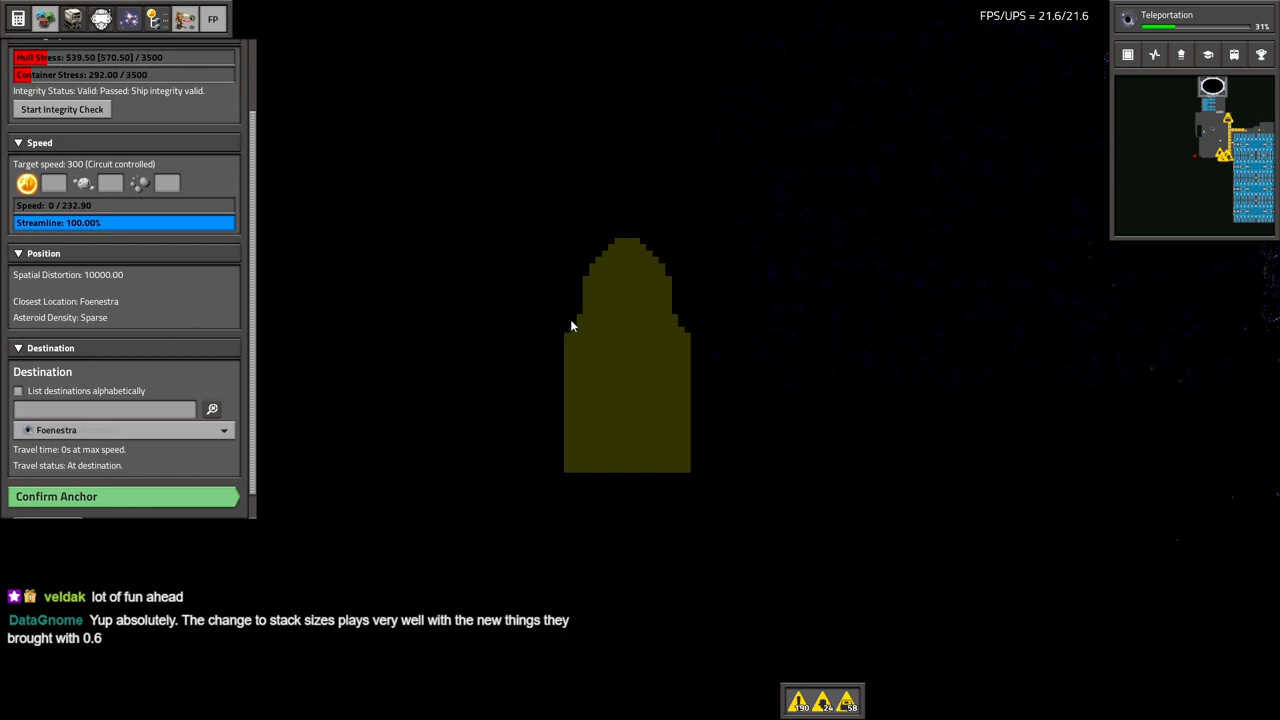 FP
FPS/UPS = 21.6/21.6
Teleportation
31%
Hull Stress: 539.50 [570.50] / 3500
Container Stress: 292.00 / 3500
Integrity Status: Valid: Passed: Ship integrity valid.
Start Integrity Check
Speed
Target speed: 300 (Circuit controlled)
Speed: 0 / 232.90
Streamline: 100.00%
Position
Spatial Distortion: 10000.00
Closest Location: Foenestra
Asteroid Density: Sparse
Destination
Destination
List destinations alphabetically
Foenestra
Travel time: 0s at max speed.
Travel status: At destination.
Confirm Anchor
veldak lot of fun ahead
DataGnome Yup absolutely. The change to stack sizes plays very well with the new things they
brought with 0.6
190 24 58